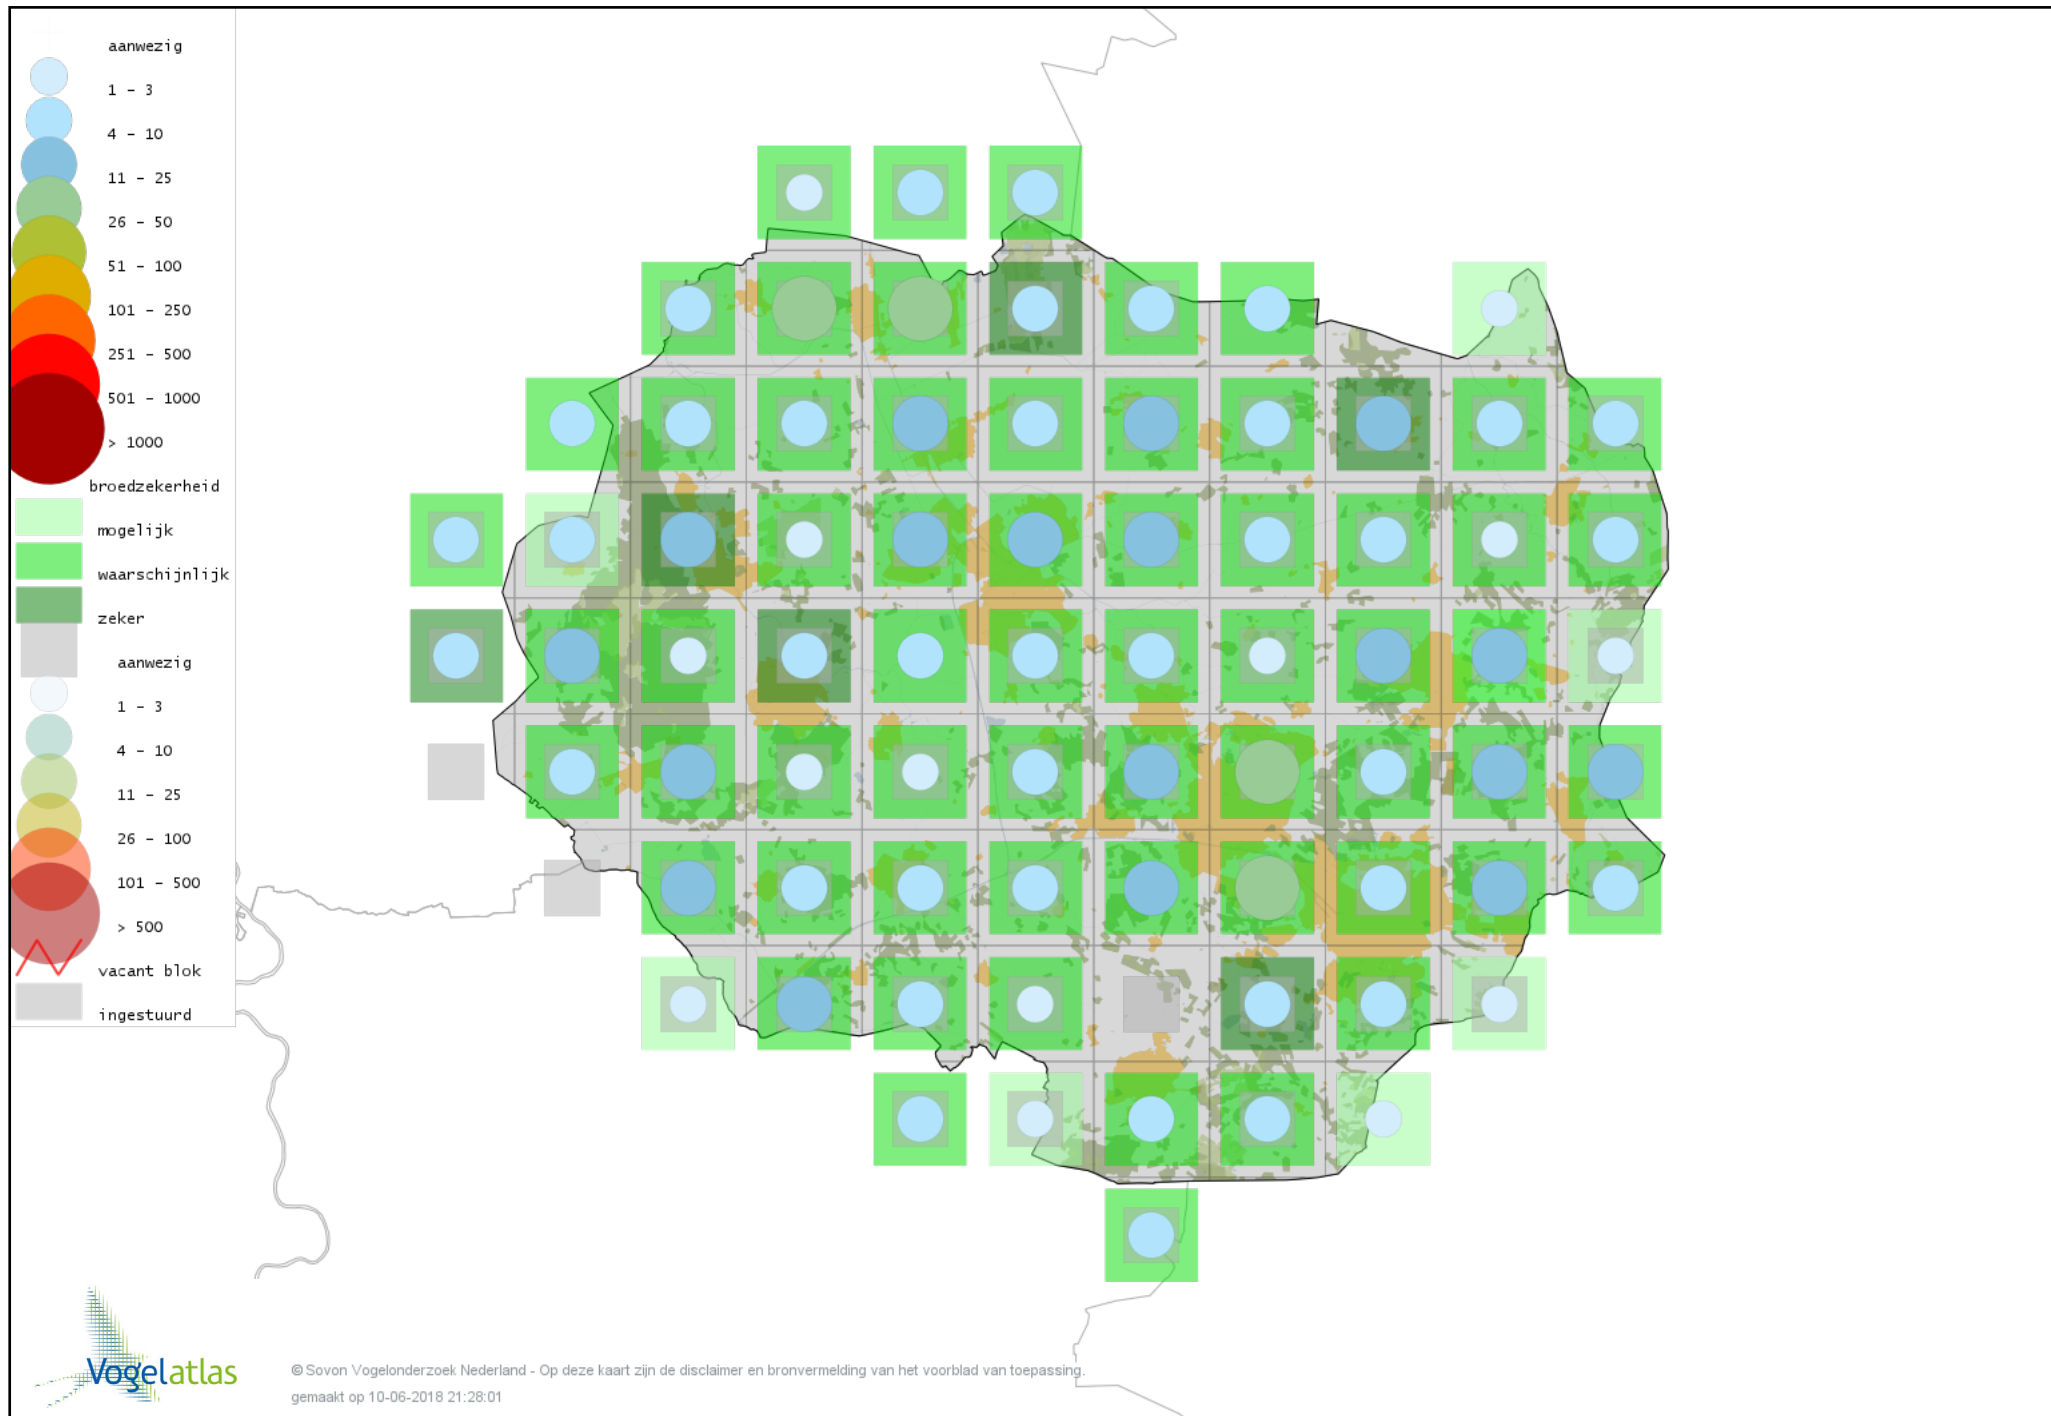 aanwezig
1 - 3
4 - 10
11 - 25
26 - 50
51 - 100
101 - 250
251 - 500
501 - 1000
> 1000
broedzekerheid
mogelijk
waarschijnlijk
zeker
aanwezig
1 - 3
4 - 10
11 - 25
26 - 100
101 - 500
> 500
vacant blok
ingestuurd
Vogelatlas
© Sovon Vogelonderzoek Nederland - Op deze kaart zijn de disclaimer en bronvermelding van het voorblad van toepassing.
gemaakt op 10-06-2018 21:28:01